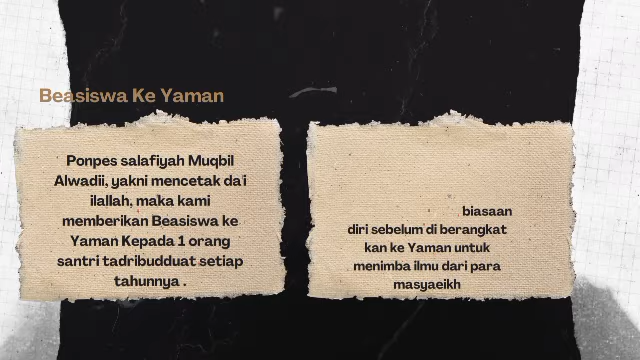 Beasiswa Ke Yaman
Ponpes salafiyah Muqbil
Alwadii, yakni mencetak da'i
ilallah, maka kami
memberikan Beasiswa ke
Yaman Kepada 1 orang
santri tadribudduat setiap
tahunnya .
biasaan
diri sebelum di berangkat
kan ke Yaman untuk
menimba ilmu dari para
masyaeikh